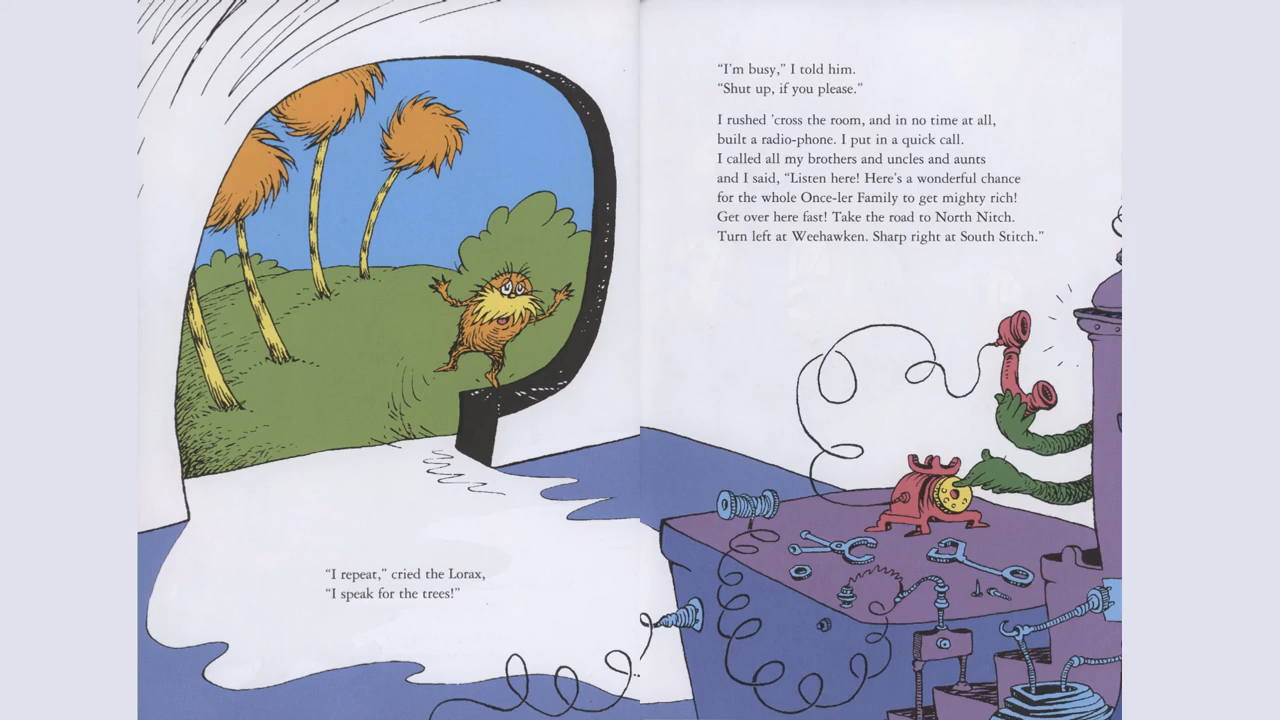 “I repeat,” cried the Lorax,
“I speak for the trees!”
“I’m busy,” I told him.
“Shut up, if you please.”
I rushed ’cross the room, and in no time at all,
built a radio-phone. I put in a quick call.
I called all my brothers and uncles and aunts
and I said, “Listen here! Here’s a wonderful chance
for the whole Once-ler Family to get mighty rich!
Get over here fast! Take the road to North Nitch.
Turn left at Weehawken. Sharp right at South Stitch.”